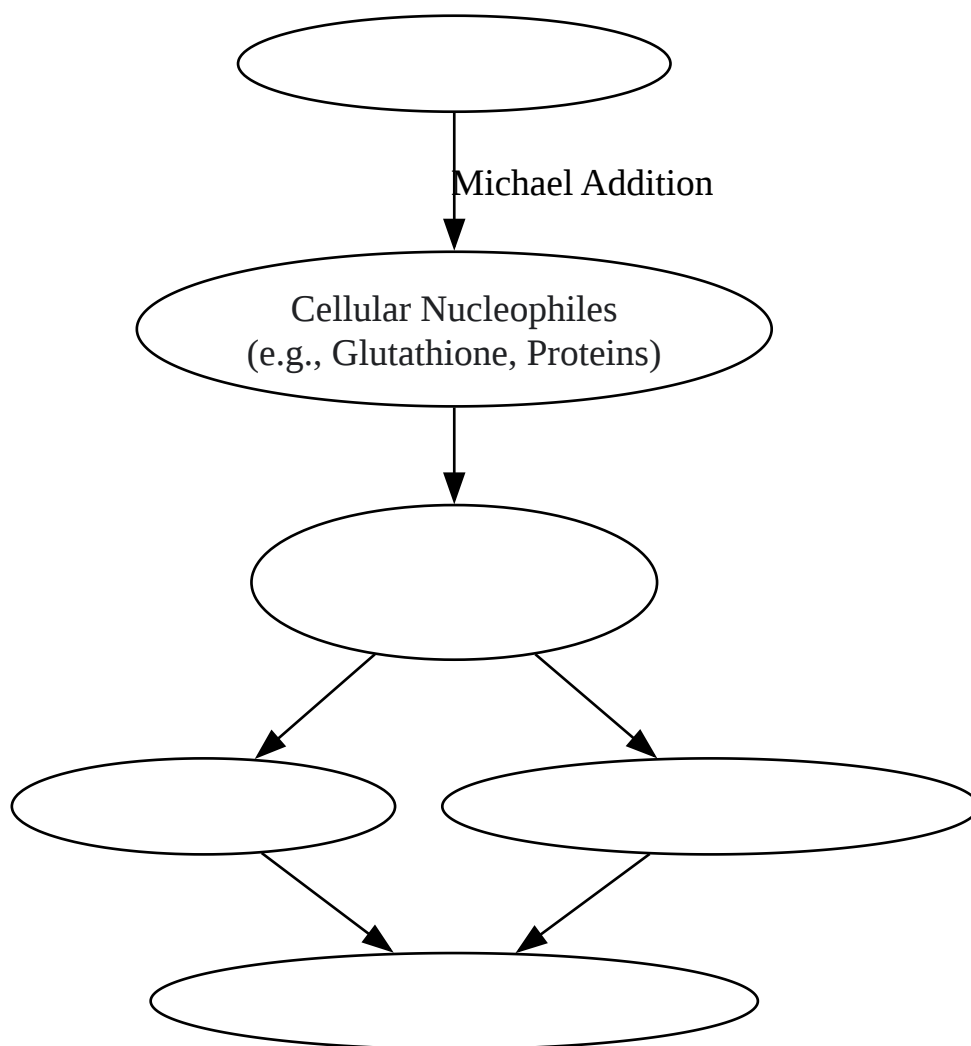 Michael Addition
Cellular Nucleophiles
(e.g., Glutathione, Proteins)